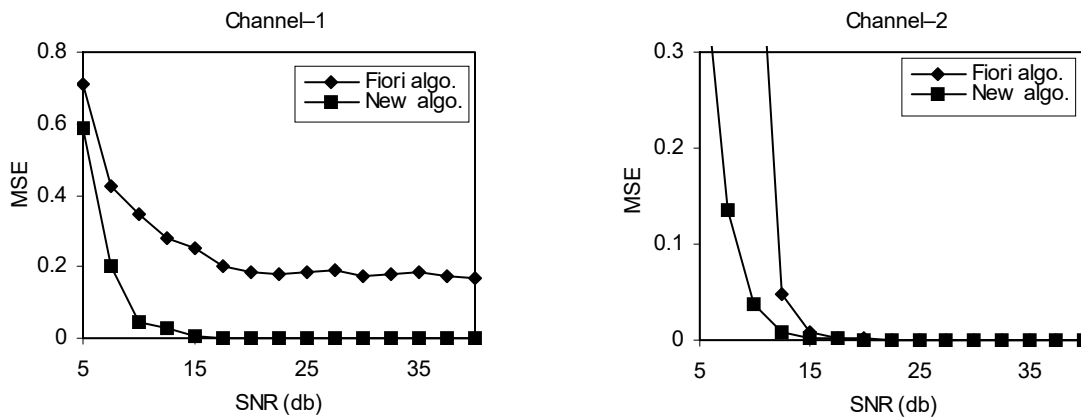 Channel–1
0.8
0.6
0.4
0.2
0
MSE
Fiori algo.
New algo.
5
15
25
35
SNR (db)
Channel–2
0.3
0.2
0.1
0
MSE
Fiori algo.
New algo.
5
15
25
35
SNR (db)